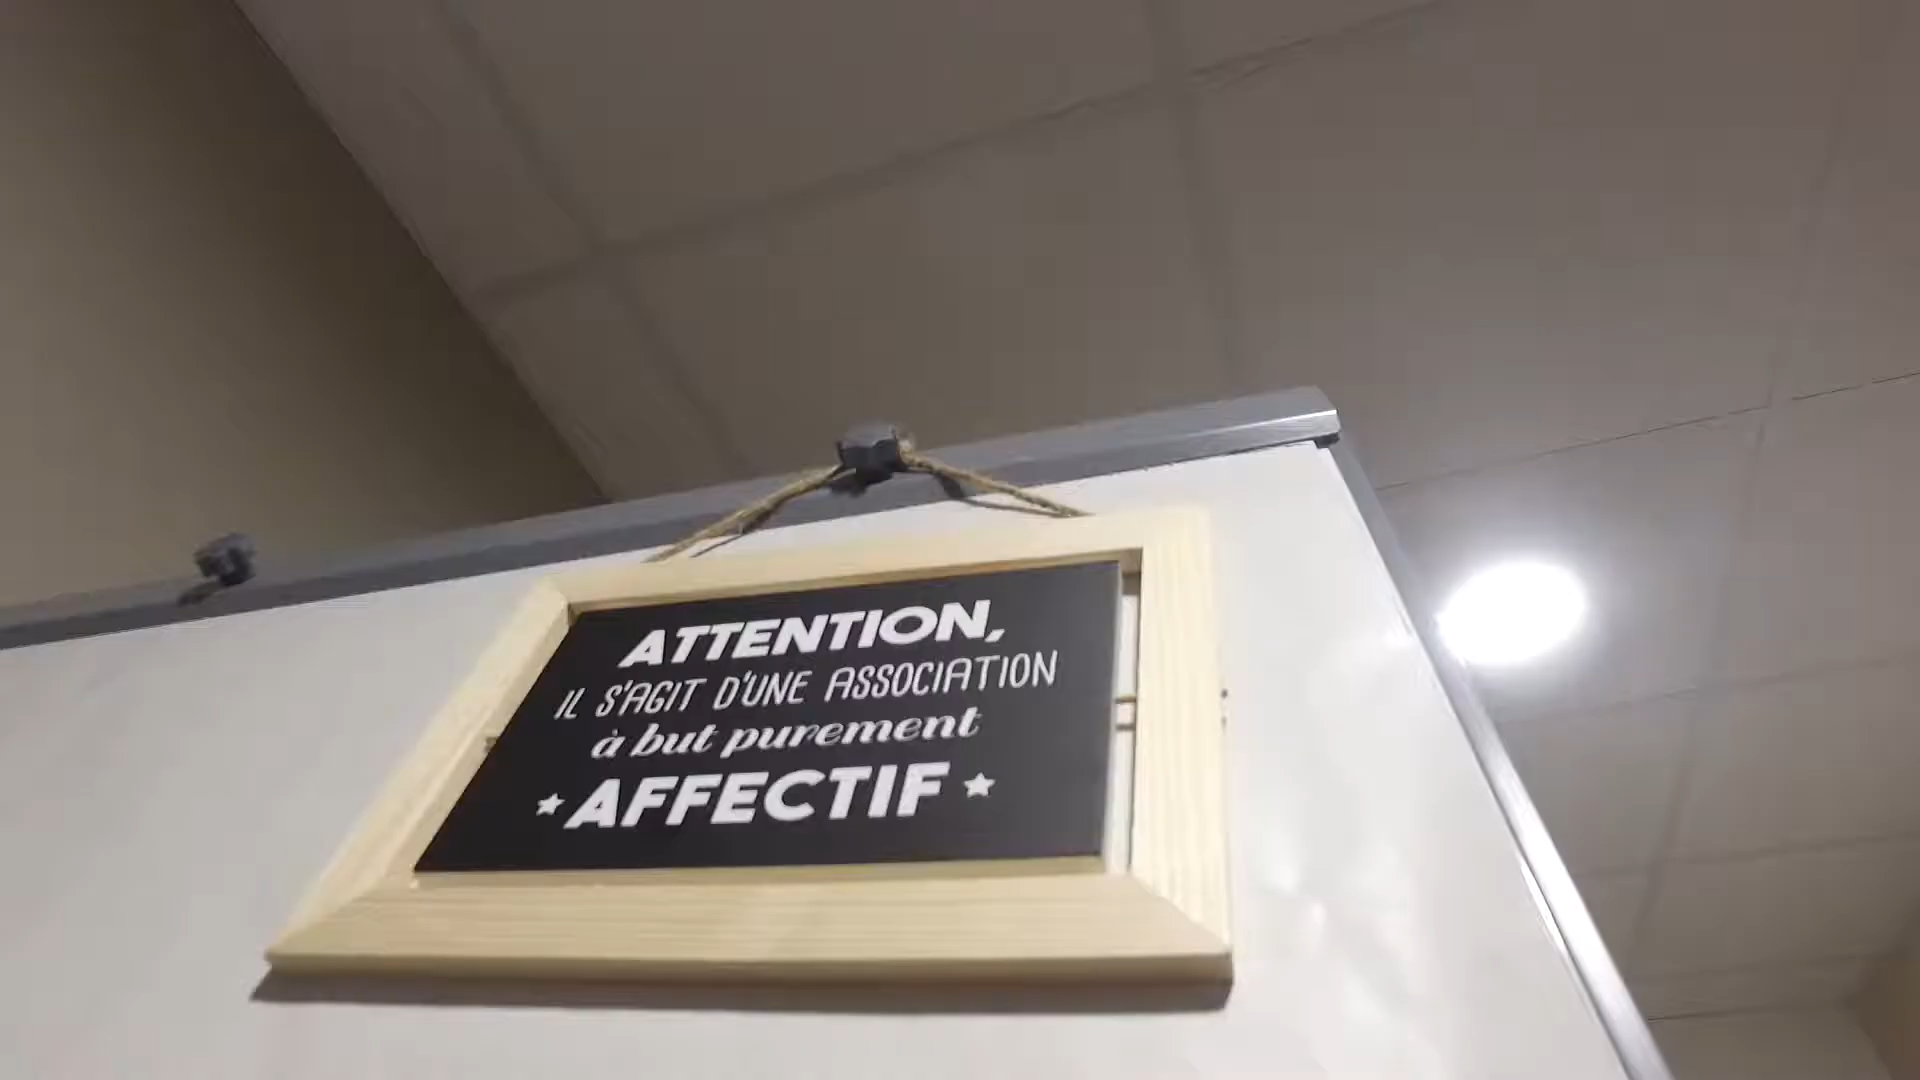 ATTENTION,
IL S'AGIT D'UNE ASSOCIATION
à but purement
★ AFFECTIF ★